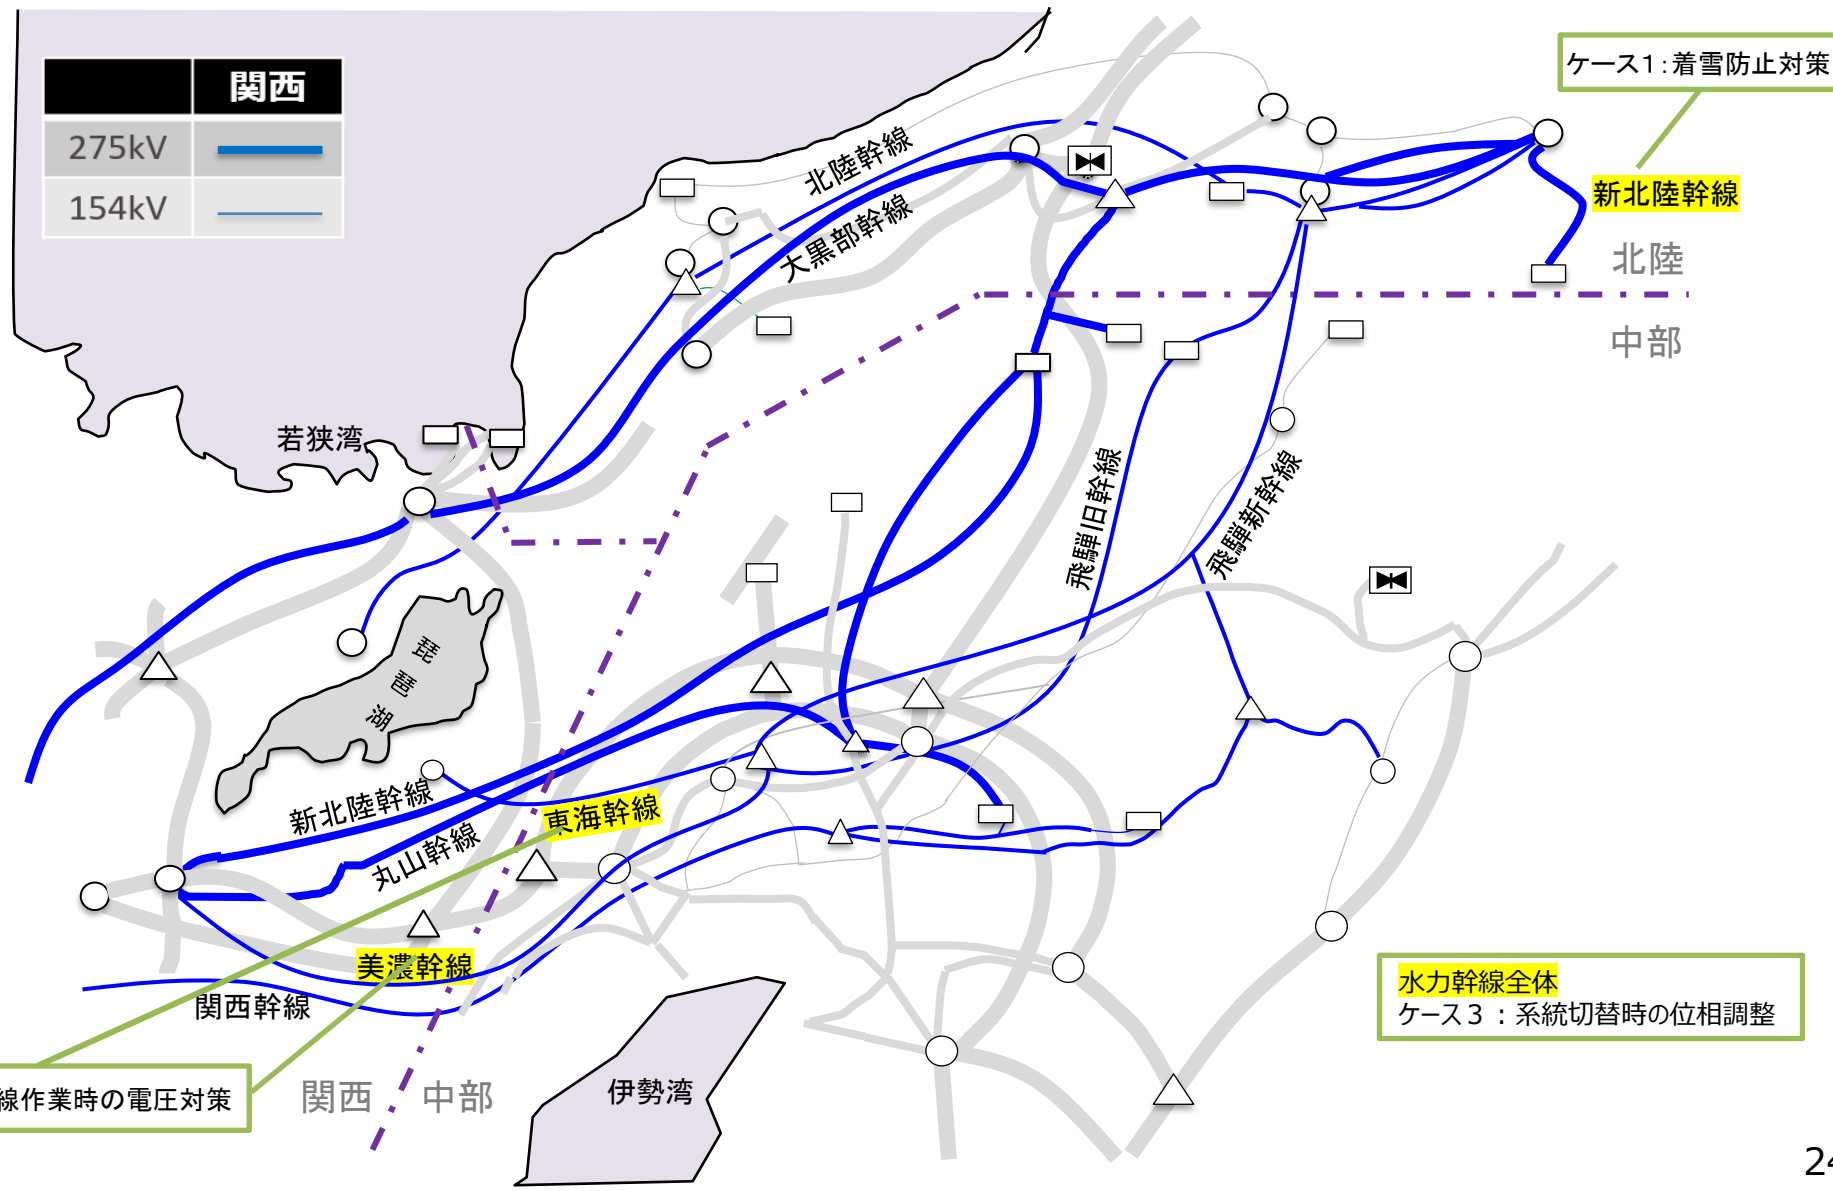 関西
275kV
154kV
ケース1：着雪防止対策
新北陸幹線
北陸
中部
北陸幹線
大黒部幹線
若狭湾
飛騨旧幹線
飛騨新幹線
琵琶湖
新北陸幹線
丸山幹線
東海幹線
美濃幹線
関西幹線
水力幹線全体
ケース３：系統切替時の位相調整
線作業時の電圧対策
関西
中部
伊勢湾
24